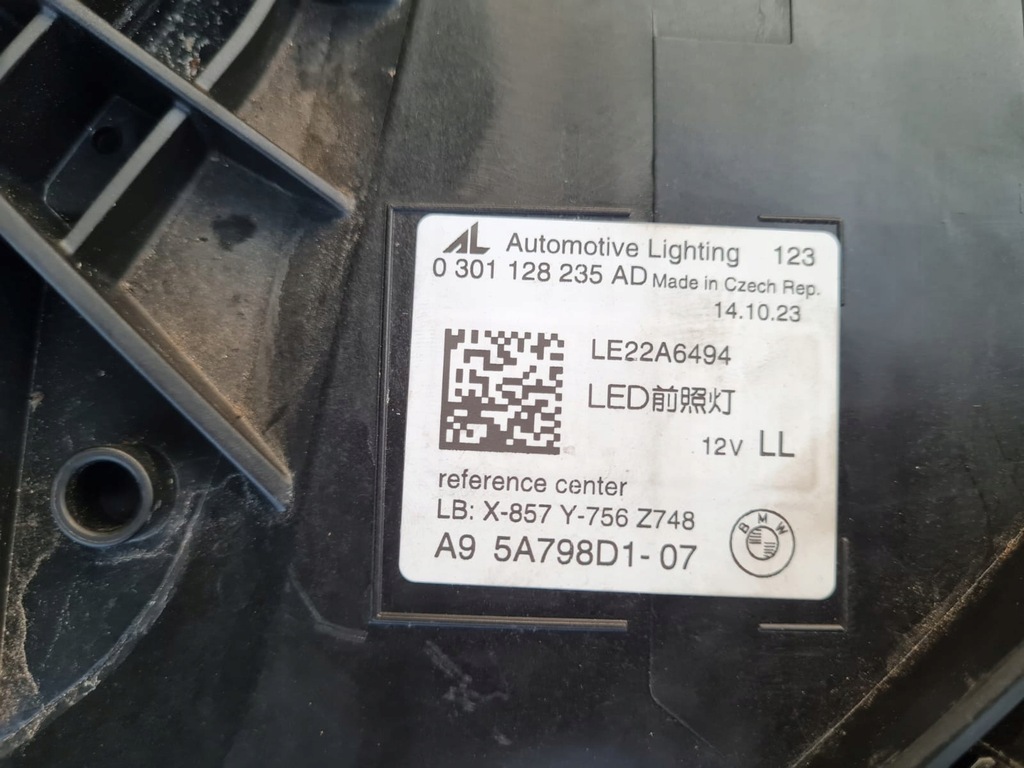 AL Automotive Lighting 123
0 301 128 235 AD Made in Czech Rep.
14.10.23
LE22A6494
LED前照灯
12V LL
reference center
LB: X-857 Y-756 Z748
A9 5A798D1-07
BMW